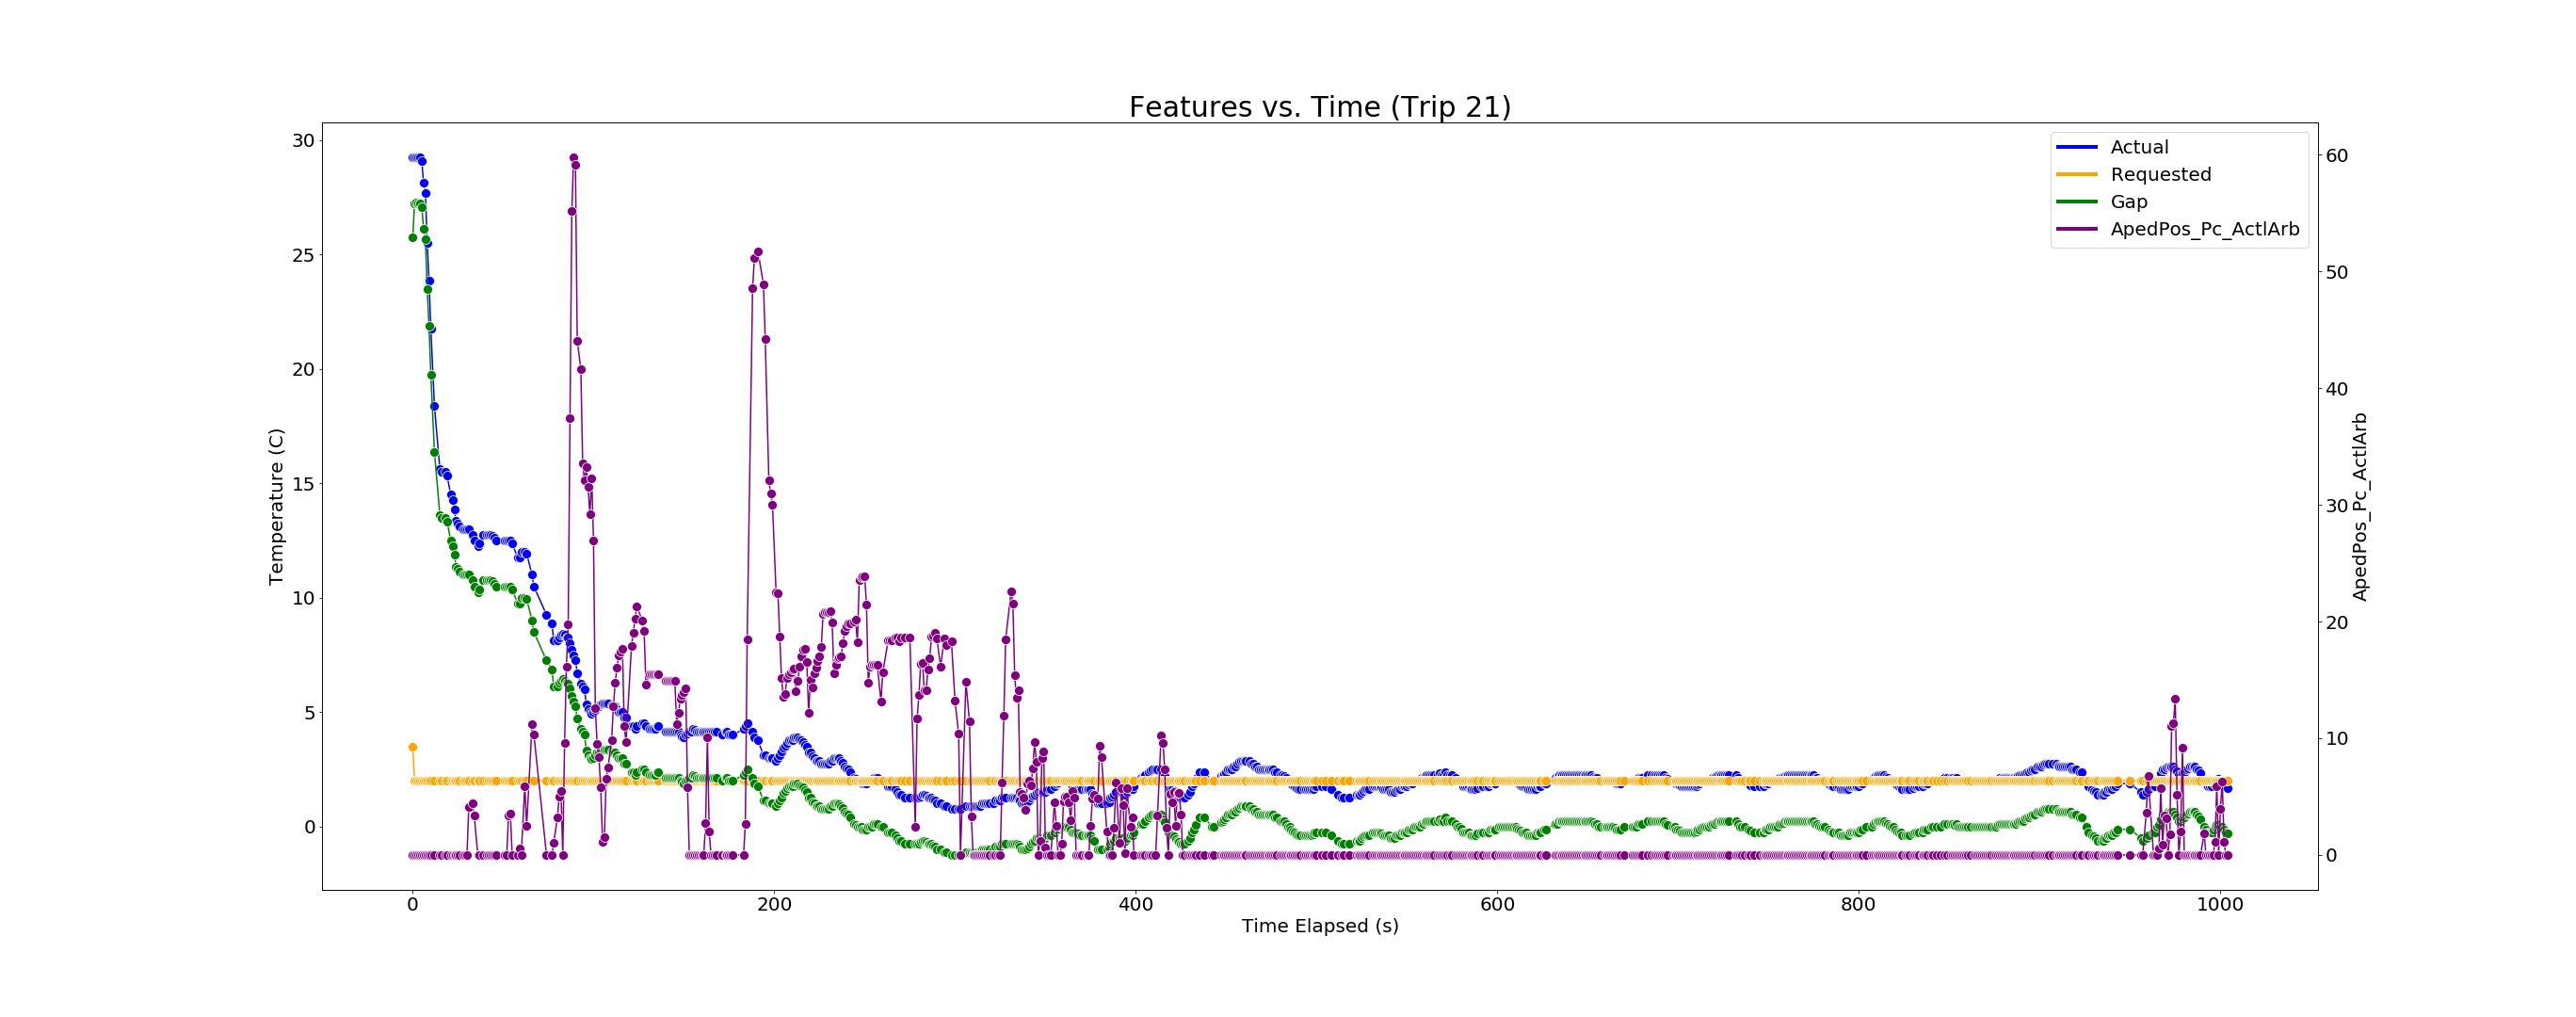 Features vs. Time (Trip 21)
30
25
20
15
10
5
0
Temperature (C)
60
50
40
30
20
10
0
ApedPos_Pc_ActlArb
Actual
Requested
Gap
ApedPos_Pc_ActlArb
0 200 400 600 800 1000
Time Elapsed (s)